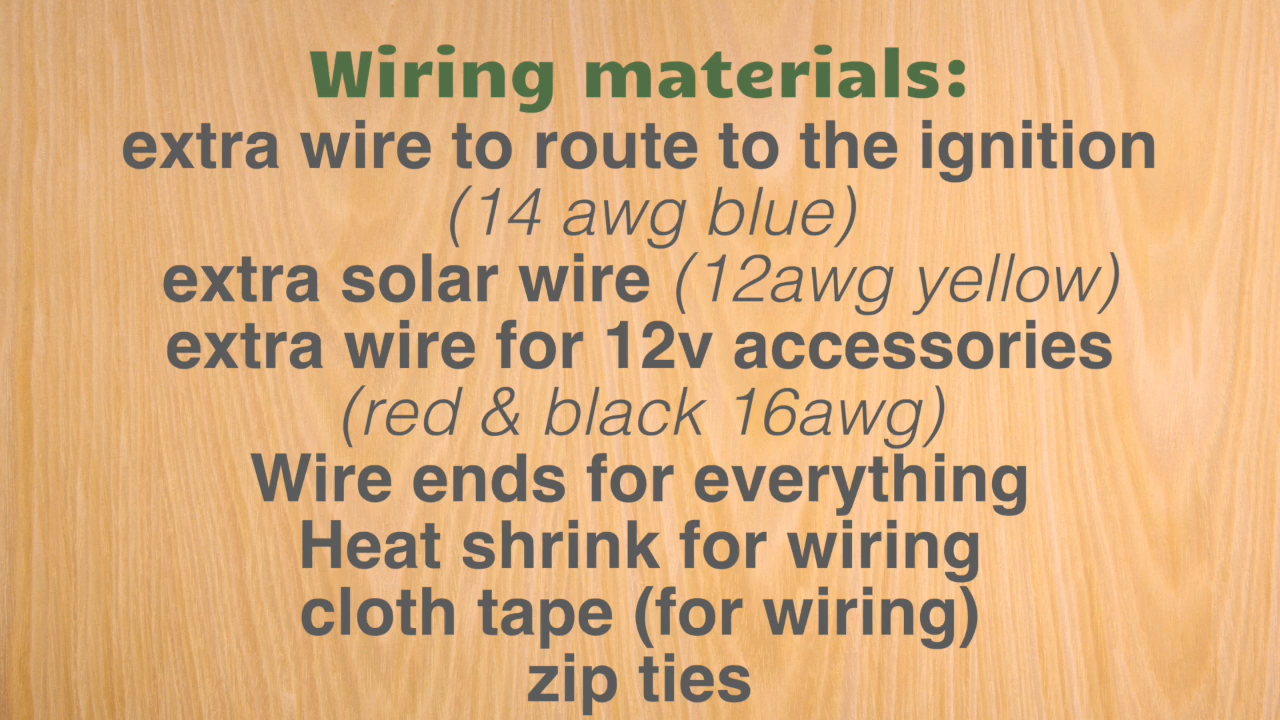 Wiring materials:
extra wire to route to the ignition
(14 awg blue)
extra solar wire (12awg yellow)
extra wire for 12v accessories
(red & black 16awg)
Wire ends for everything
Heat shrink for wiring
cloth tape (for wiring)
zip ties